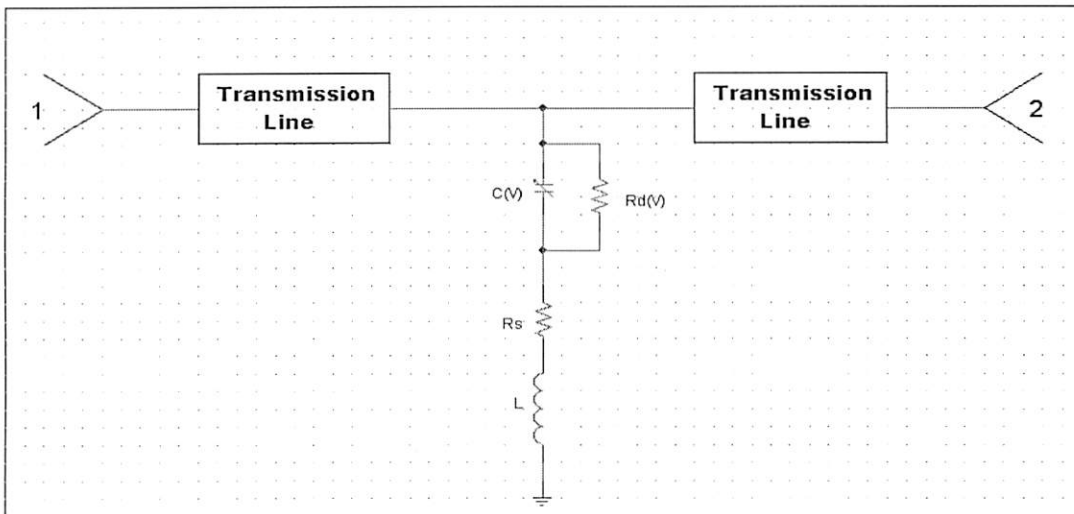 1
Transmission
Line
Transmission
Line
2
C(V)
Rd(V)
Rs
L